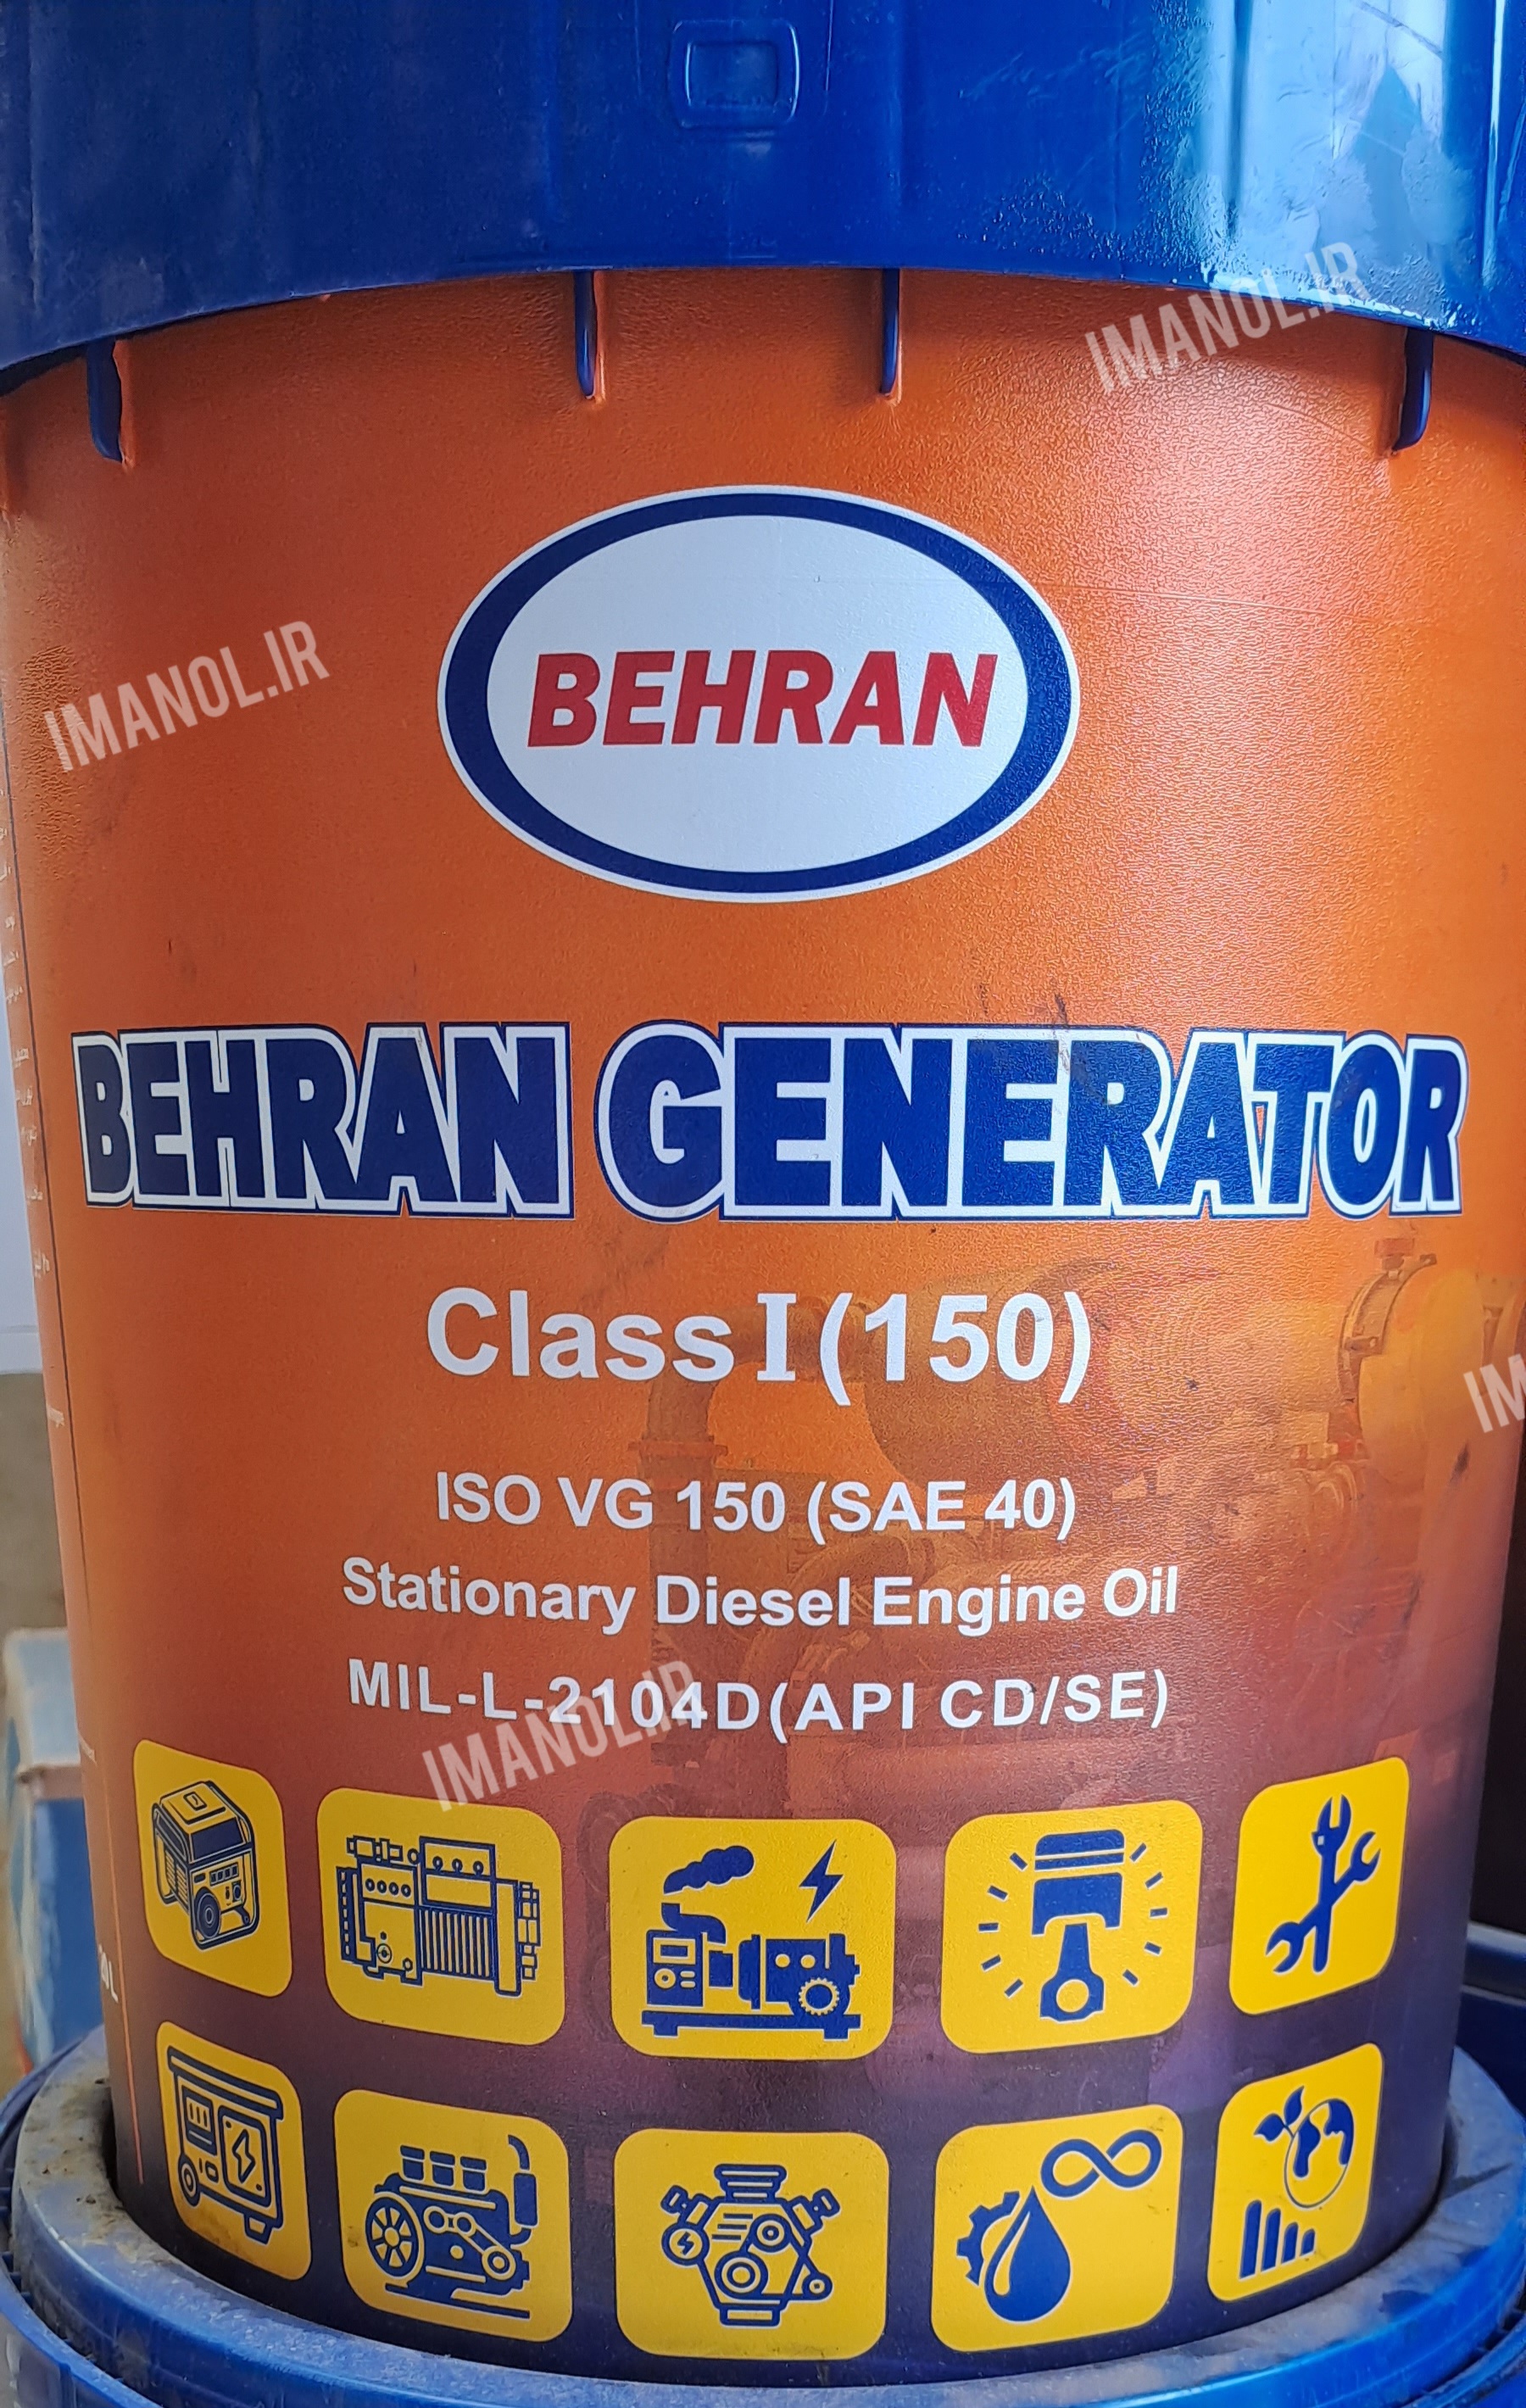 IMANOL.IR
IMANOL.IR
BEHRAN
BEHRAN GENERATOR
Class I (150)
ISO VG 150 (SAE 40)
Stationary Diesel Engine Oil
MIL-L-2104D(API CD/SE)
IMANOL.IR